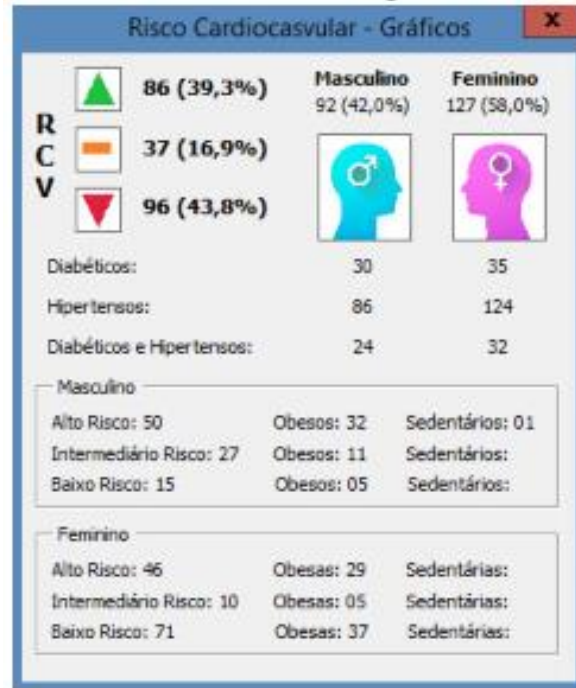 Risco Cardiocasvular - Gráficos x
RCV
86 (39,3%)
37 (16,9%)
96 (43,8%)
Masculino Feminino
92 (42,0%) 127 (58,0%)
Diabéticos: 30 35
Hipertensos: 86 124
Diabéticos e Hipertensos: 24 32
Masculino
Alto Risco: 50 Obesos: 32 Sedentários: 01
Intermediário Risco: 27 Obesos: 11 Sedentários:
Baixo Risco: 15 Obesos: 05 Sedentários:
Feminino
Alto Risco: 46 Obesas: 29 Sedentárias:
Intermediário Risco: 10 Obesas: 05 Sedentárias:
Baixo Risco: 71 Obesas: 37 Sedentárias: